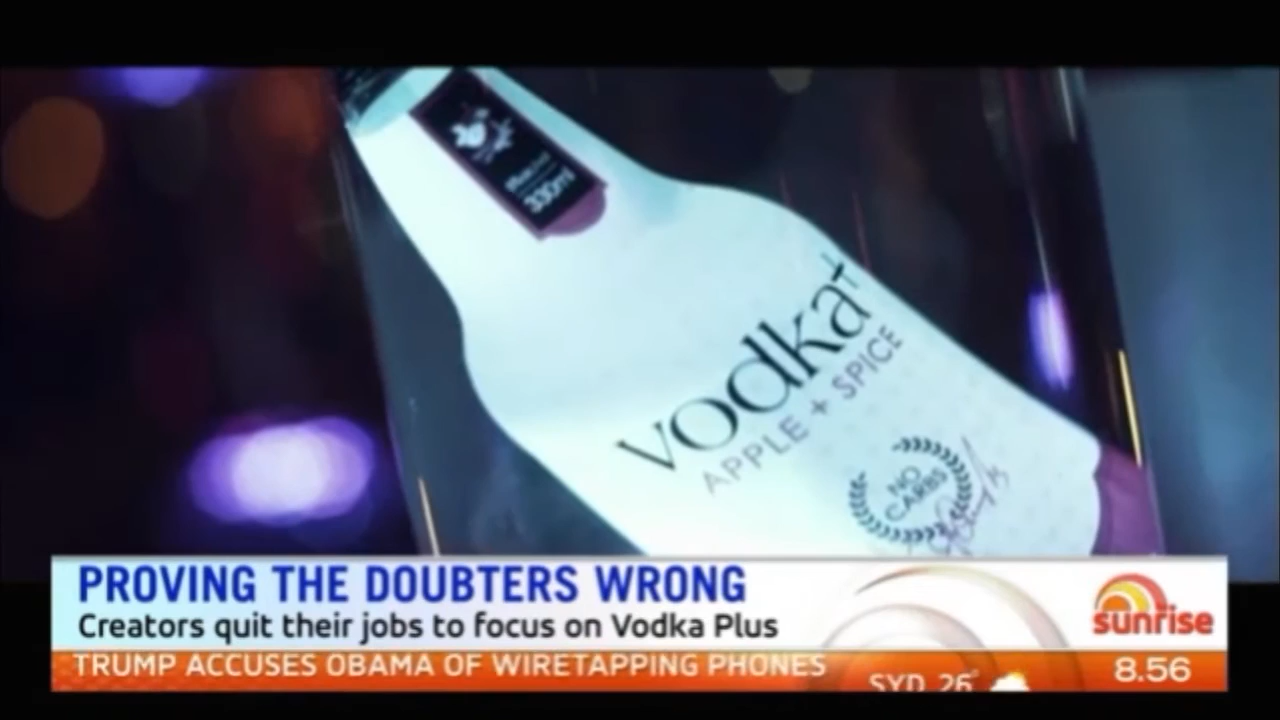 330ml
vodka+
APPLE + SPICE
NO
CARBS
PROVING THE DOUBTERS WRONG
Creators quit their jobs to focus on Vodka Plus
sunrise
TRUMP ACCUSES OBAMA OF WIRETAPPING PHONES
SYD 26°
8.56